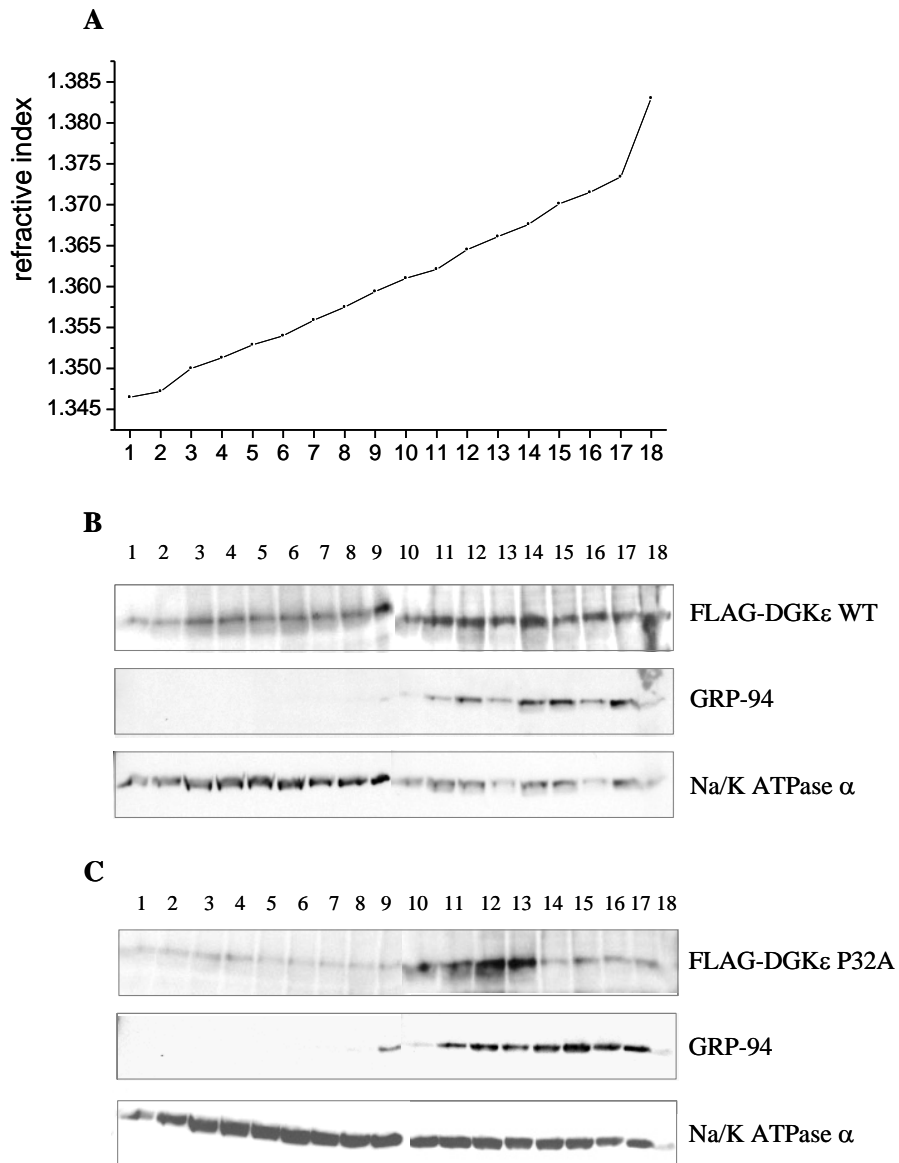 A
refractive index
1.385
1.380
1.375
1.370
1.365
1.360
1.355
1.350
1.345
1 2 3 4 5 6 7 8 9 10 11 12 13 14 15 16 17 18
B
1 2 3 4 5 6 7 8 9 10 11 12 13 14 15 16 17 18
FLAG-DGKε WT
GRP-94
Na/K ATPase α
C
1 2 3 4 5 6 7 8 9 10 11 12 13 14 15 16 17 18
FLAG-DGKε P32A
GRP-94
Na/K ATPase α